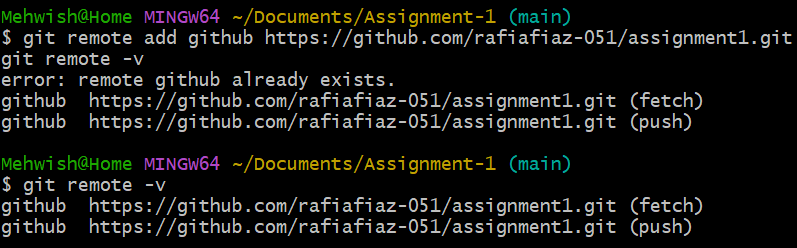 Mehwish@Home MINGW64 ~/Documents/Assignment-1 (main)
$ git remote add github https://github.com/rafiafiaz-051/assignment1.git
git remote -v
error: remote github already exists.
github  https://github.com/rafiafiaz-051/assignment1.git (fetch)
github  https://github.com/rafiafiaz-051/assignment1.git (push)
Mehwish@Home MINGW64 ~/Documents/Assignment-1 (main)
$ git remote -v
github  https://github.com/rafiafiaz-051/assignment1.git (fetch)
github  https://github.com/rafiafiaz-051/assignment1.git (push)